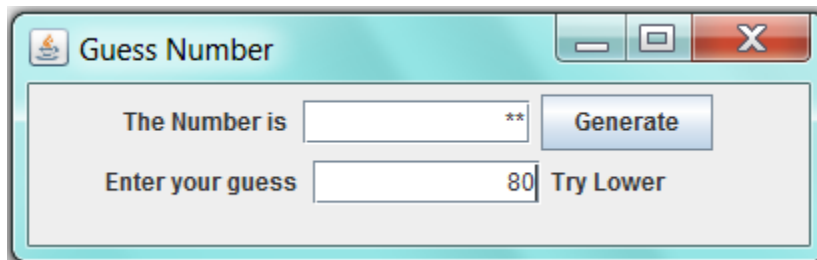 Guess Number
The Number is ** Generate
Enter your guess 80 Try Lower